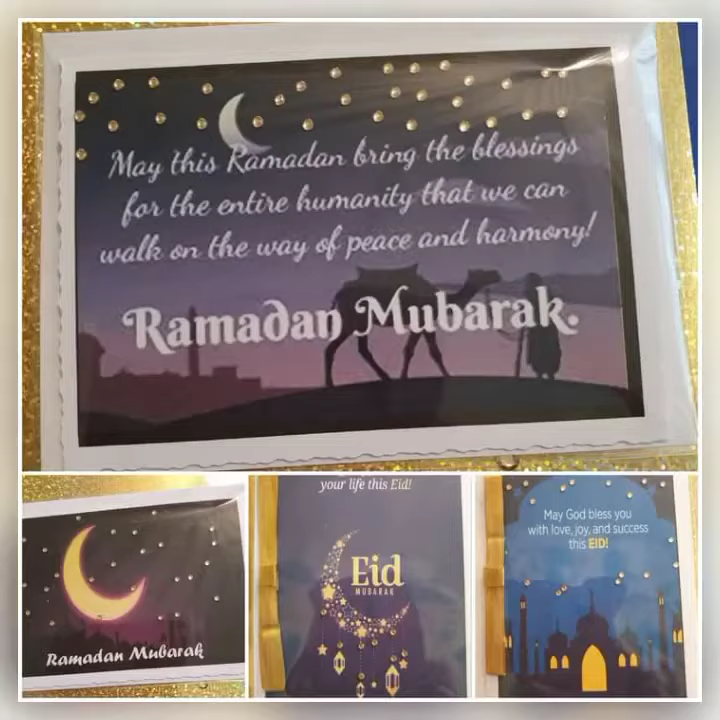 May this Ramadan bring the blessings
for the entire humanity that we can
walk on the way of peace and harmony!
Ramadan Mubarak.
Ramadan Mubarak
your life this Eid!
Eid
MUBARAK
May God bless you
with love, joy, and success
this EID!